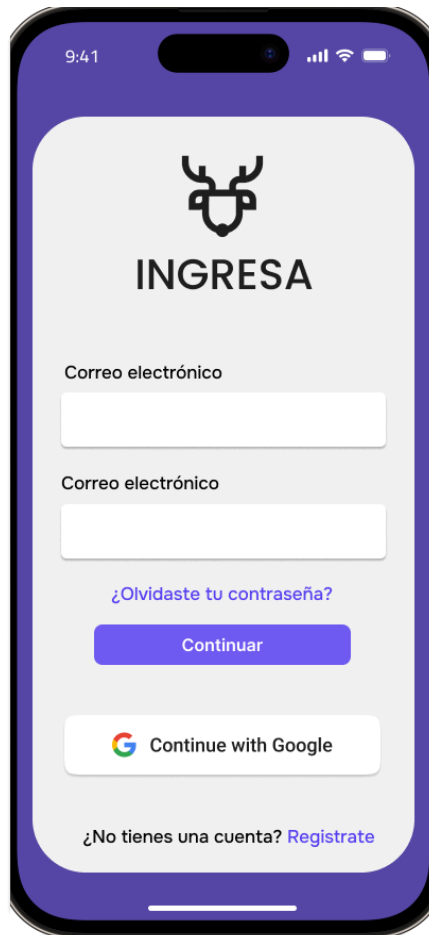 9:41
INGRESA
Correo electrónico
Correo electrónico
¿Olvidaste tu contraseña?
Continuar
Continue with Google
¿No tienes una cuenta? Registrate